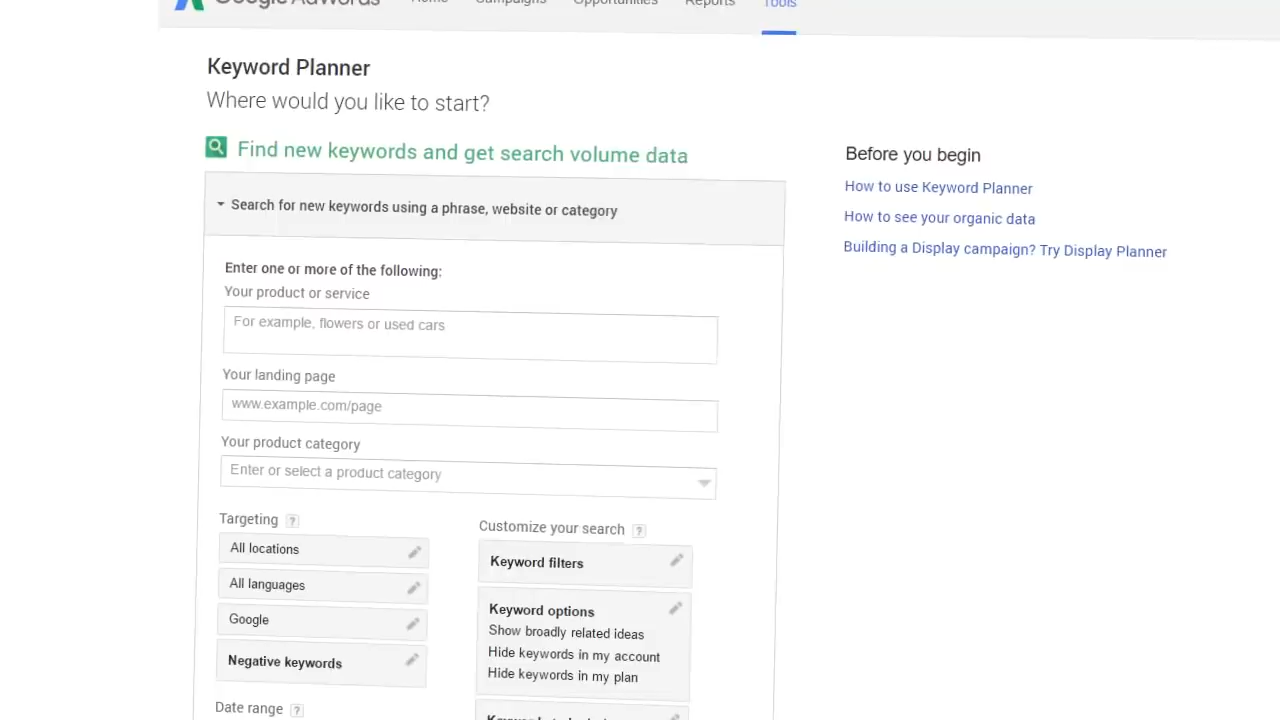 Google AdWords Home Campaigns Opportunities Reports Tools
Keyword Planner
Where would you like to start?
Find new keywords and get search volume data
Search for new keywords using a phrase, website or category
Enter one or more of the following:
Your product or service
For example, flowers or used cars
Your landing page
www.example.com/page
Your product category
Enter or select a product category
Targeting ?
All locations
All languages
Google
Negative keywords
Date range ?
Customize your search ?
Keyword filters
Keyword options
Show broadly related ideas
Hide keywords in my account
Hide keywords in my plan
Before you begin
How to use Keyword Planner
How to see your organic data
Building a Display campaign? Try Display Planner